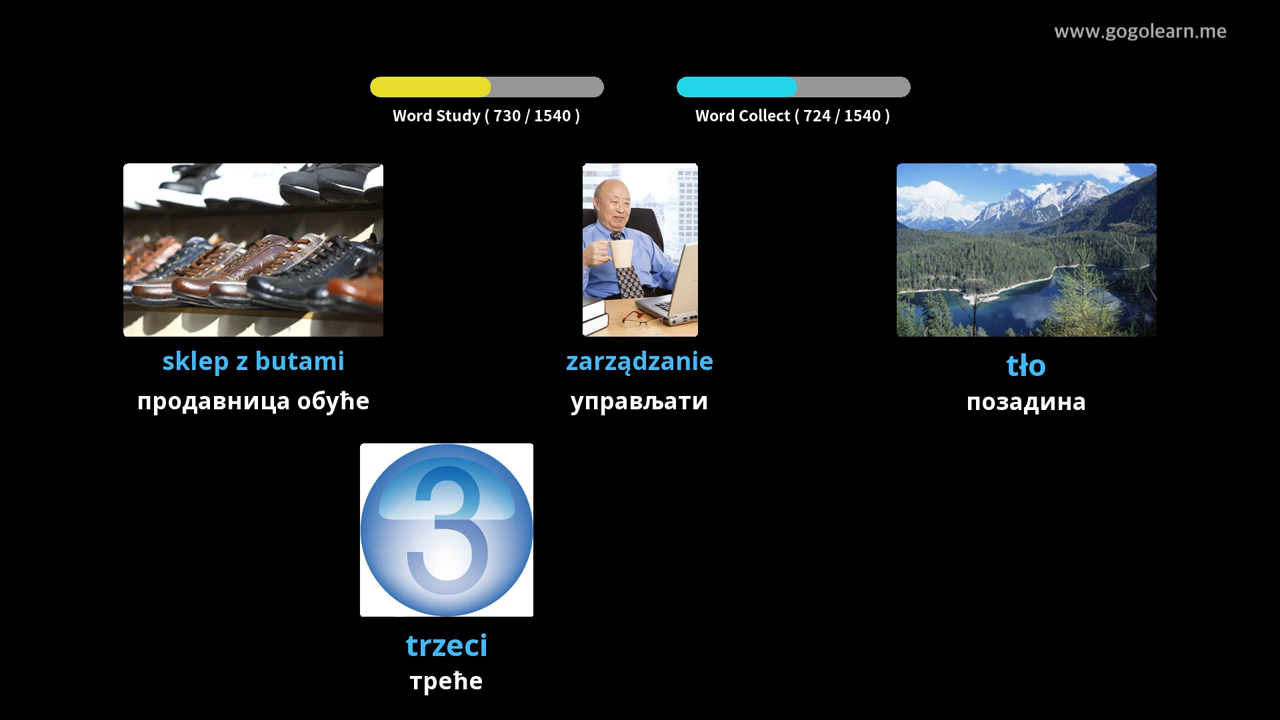 www.gogolearn.me
Word Study ( 730 / 1540 )
Word Collect ( 724 / 1540 )
sklep z butami
продавница обуће
zarządzanie
управљати
tło
позадина
3
trzeci
треће